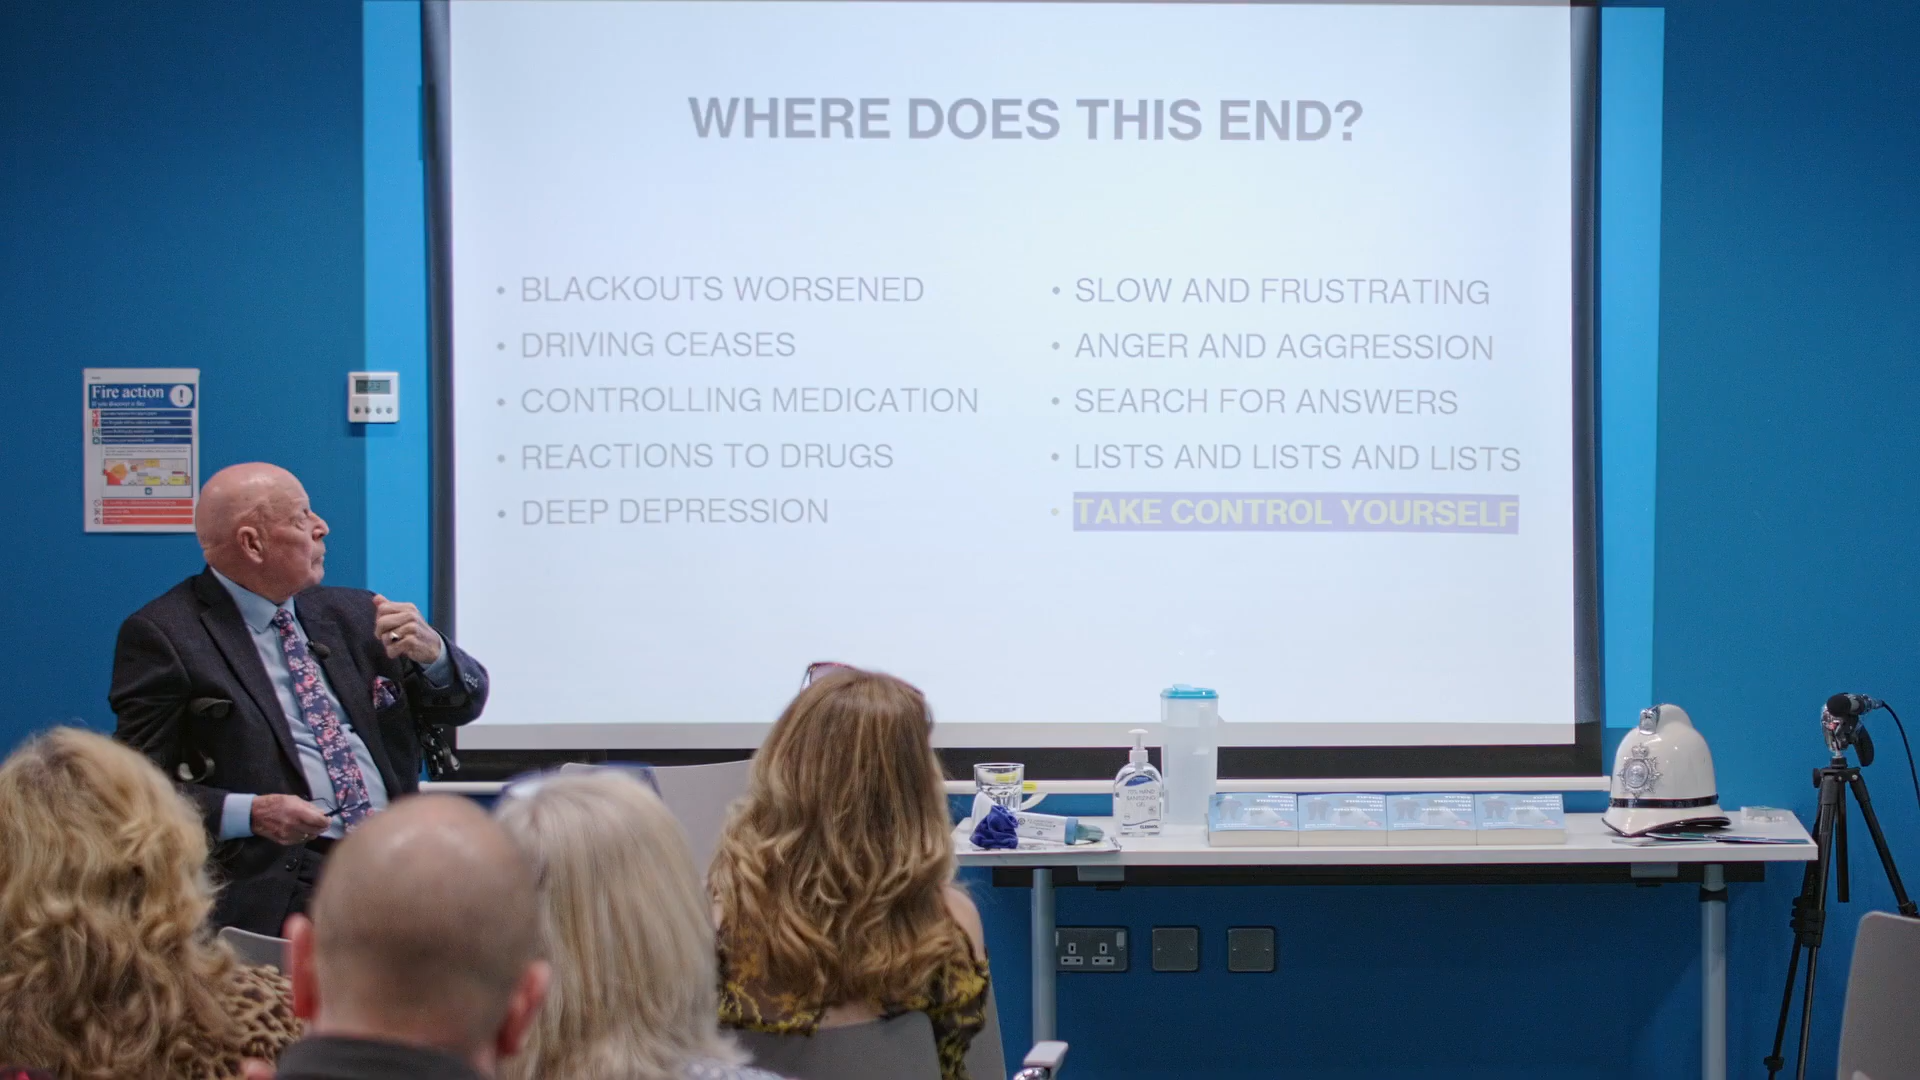 WHERE DOES THIS END?
• BLACKOUTS WORSENED
• DRIVING CEASES
• CONTROLLING MEDICATION
• REACTIONS TO DRUGS
• DEEP DEPRESSION
• SLOW AND FRUSTRATING
• ANGER AND AGGRESSION
• SEARCH FOR ANSWERS
• LISTS AND LISTS AND LISTS
• TAKE CONTROL YOURSELF
Fire action